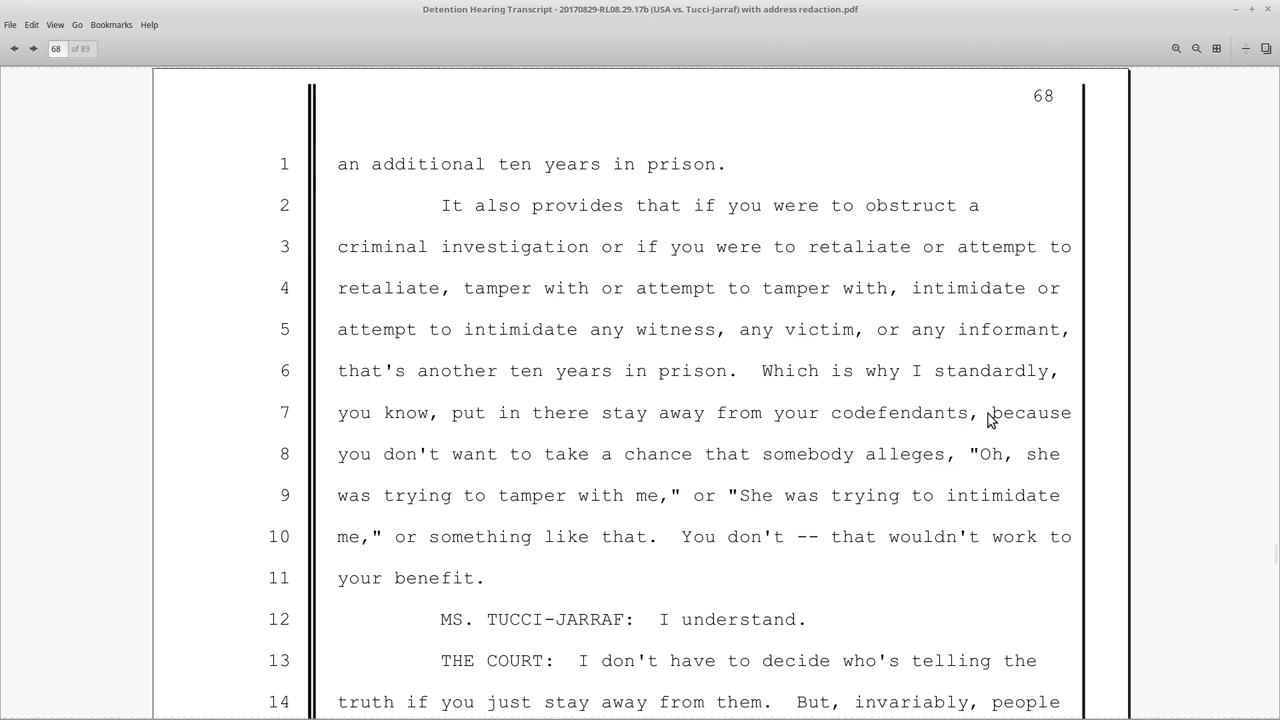 Detention Hearing Transcript - 20170829-RL08.29.17b (USA vs. Tucci-Jarraf) with address redaction.pdf
File Edit View Go Bookmarks Help
68 of 89
68
1 an additional ten years in prison.
2 It also provides that if you were to obstruct a
3 criminal investigation or if you were to retaliate or attempt to
4 retaliate, tamper with or attempt to tamper with, intimidate or
5 attempt to intimidate any witness, any victim, or any informant,
6 that's another ten years in prison. Which is why I standardly,
7 you know, put in there stay away from your codefendants, because
8 you don't want to take a chance that somebody alleges, "Oh, she
9 was trying to tamper with me," or "She was trying to intimidate
10 me," or something like that. You don't -- that wouldn't work to
11 your benefit.
12 MS. TUCCI-JARRAF: I understand.
13 THE COURT: I don't have to decide who's telling the
14 truth if you just stay away from them. But, invariably, people